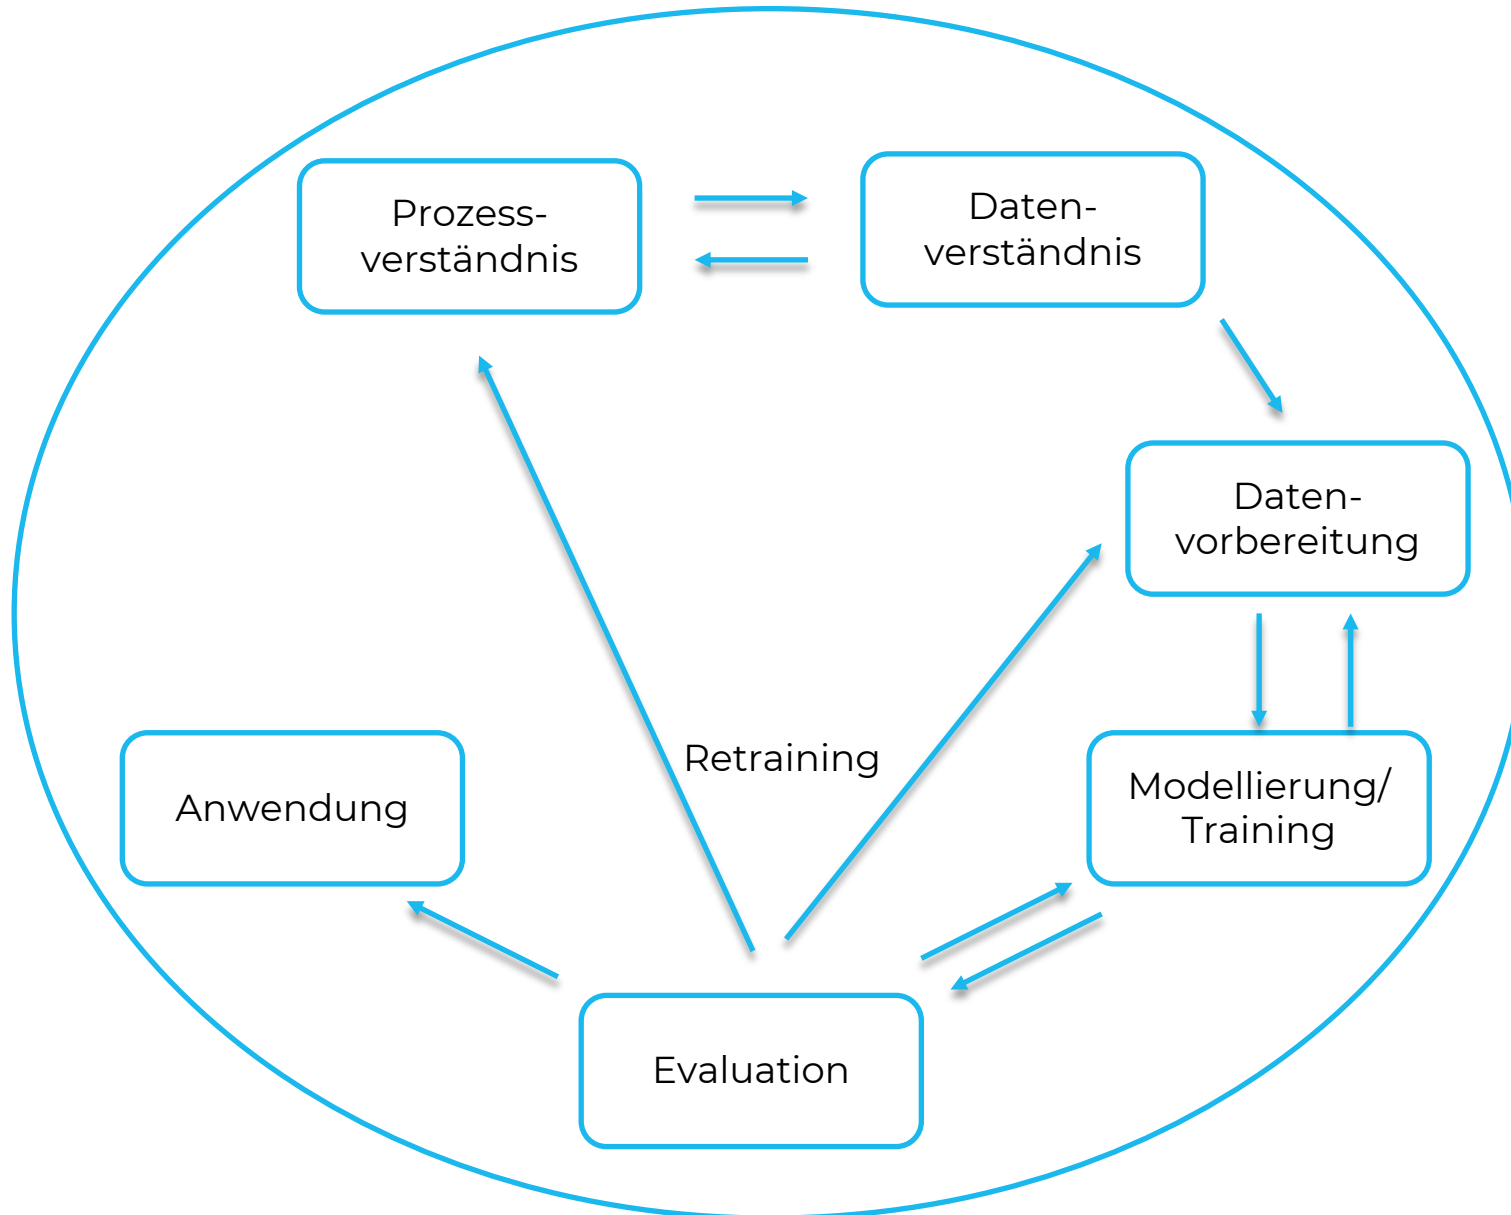 Prozess-
verständnis
Daten-
verständnis
Daten-
vorbereitung
Modellierung/
Training
Retraining
Anwendung
Evaluation